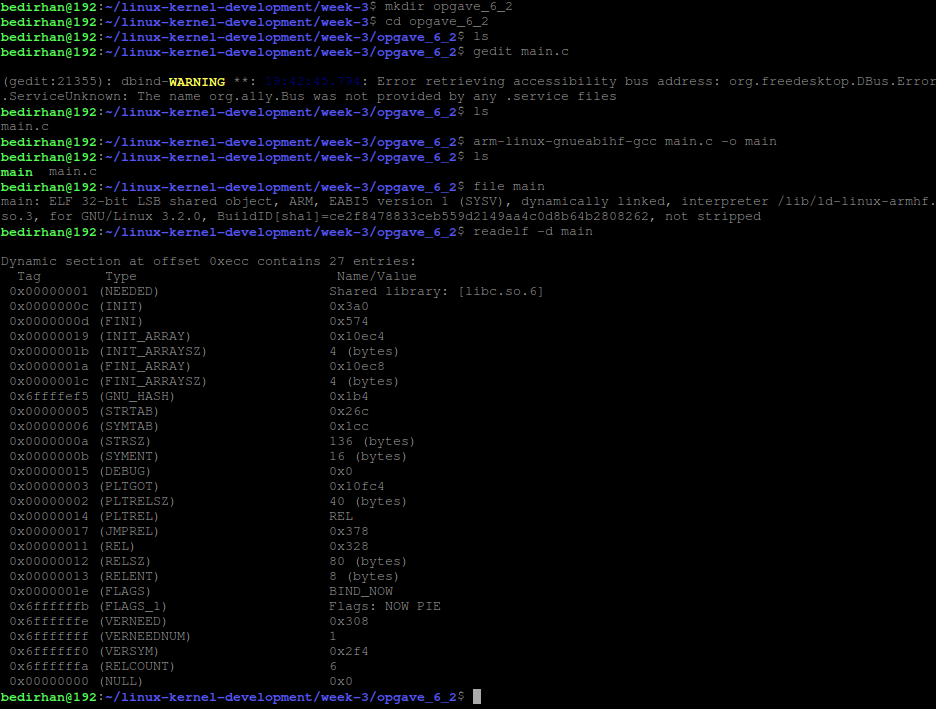 bedirhan@192:~/linux-kernel-development/week-3$ mkdir opgave_6_2
bedirhan@192:~/linux-kernel-development/week-3$ cd opgave_6_2
bedirhan@192:~/linux-kernel-development/week-3/opgave_6_2$ ls
bedirhan@192:~/linux-kernel-development/week-3/opgave_6_2$ gedit main.c
(gedit:21355): dbind-WARNING **: : Error retrieving accessibility bus address: org.freedesktop.DBus.Error
.ServiceUnknown: The name org.a11y.Bus was not provided by any .service files
bedirhan@192:~/linux-kernel-development/week-3/opgave_6_2$ ls
main.c
bedirhan@192:~/linux-kernel-development/week-3/opgave_6_2$ arm-linux-gnueabihf-gcc main.c -o main
bedirhan@192:~/linux-kernel-development/week-3/opgave_6_2$ ls
main  main.c
bedirhan@192:~/linux-kernel-development/week-3/opgave_6_2$ file main
main: ELF 32-bit LSB shared object, ARM, EABI5 version 1 (SYSV), dynamically linked, interpreter /lib/ld-linux-armhf.
so.3, for GNU/Linux 3.2.0, BuildID[sha1]=ce2f8478833ceb559d2149aa4c0d8b64b2808262, not stripped
bedirhan@192:~/linux-kernel-development/week-3/opgave_6_2$ readelf -d main
Dynamic section at offset 0xecc contains 27 entries:
  Tag        Type                         Name/Value
 0x00000001 (NEEDED)                     Shared library: [libc.so.6]
 0x0000000c (INIT)                       0x3a0
 0x0000000d (FINI)                       0x574
 0x00000019 (INIT_ARRAY)                 0x10ec4
 0x0000001b (INIT_ARRAYSZ)               4 (bytes)
 0x0000001a (FINI_ARRAY)                 0x10ec8
 0x0000001c (FINI_ARRAYSZ)               4 (bytes)
 0x6ffffef5 (GNU_HASH)                   0x1b4
 0x00000005 (STRTAB)                     0x26c
 0x00000006 (SYMTAB)                     0x1cc
 0x0000000a (STRSZ)                      136 (bytes)
 0x0000000b (SYMENT)                     16 (bytes)
 0x00000015 (DEBUG)                      0x0
 0x00000003 (PLTGOT)                     0x10fc4
 0x00000002 (PLTRELSZ)                   40 (bytes)
 0x00000014 (PLTREL)                     REL
 0x00000017 (JMPREL)                     0x378
 0x00000011 (REL)                        0x328
 0x00000012 (RELSZ)                      80 (bytes)
 0x00000013 (RELENT)                     8 (bytes)
 0x0000001e (FLAGS)                      BIND_NOW
 0x6ffffffb (FLAGS_1)                    Flags: NOW PIE
 0x6ffffffe (VERNEED)                    0x308
 0x6fffffff (VERNEEDNUM)                 1
 0x6ffffff0 (VERSYM)                     0x2f4
 0x6ffffffa (RELCOUNT)                   6
 0x00000000 (NULL)                       0x0
bedirhan@192:~/linux-kernel-development/week-3/opgave_6_2$